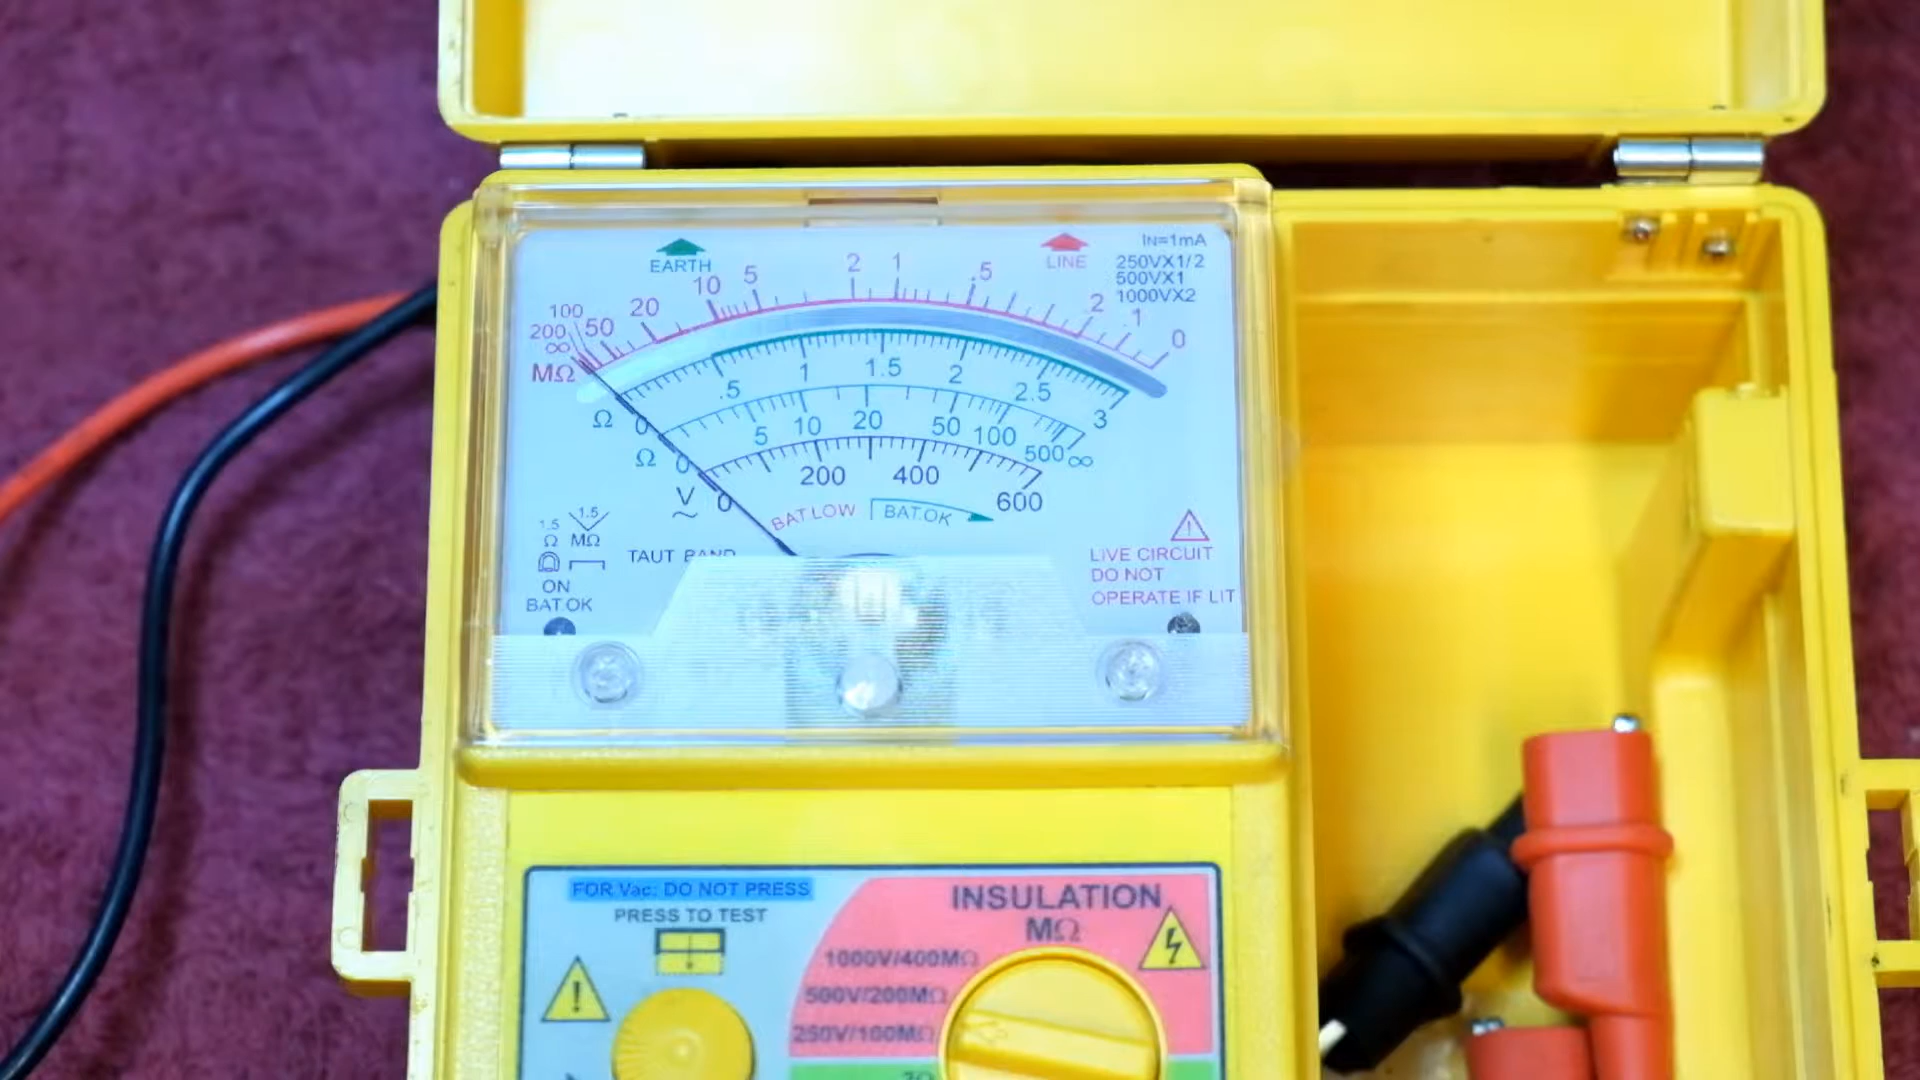 EARTH
LINE
IN=1mA
250VX1/2
500VX1
1000VX2
100 200 ∞ 50 20 10 5 2 1 .5 .2 .1 0
MΩ
Ω 0 .5 1 1.5 2 2.5 3
Ω 0 5 10 20 50 100 500 ∞
V ~ 0 200 400 600
BAT LOW
BAT.OK
1.5 Ω
1.5 MΩ
TAUT BAND
ON
BAT.OK
LIVE CIRCUIT
DO NOT
OPERATE IF LIT
FOR Vac: DO NOT PRESS
PRESS TO TEST
INSULATION
MΩ
1000V/400MΩ
500V/200MΩ
250V/100MΩ